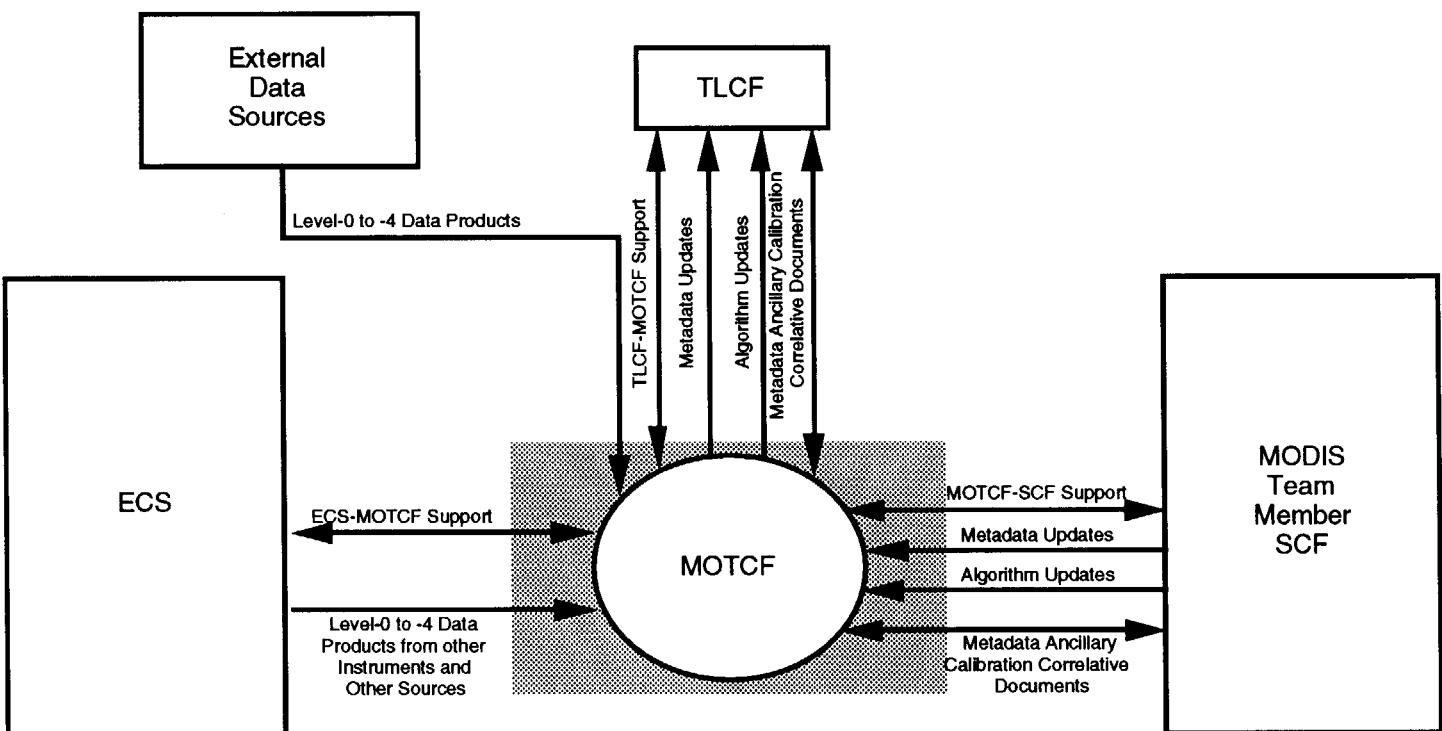 External
Data
Sources
TLCF
Level-0 to -4 Data Products
TLCF-MOTCF Support
Metadata Updates
Algorithm Updates
Metadata Ancillary Calibration
Correlative Documents
ECS
ECS-MOTCF Support
Level-0 to -4 Data
Products from other
Instruments and
Other Sources
MOTCF
MOTCF-SCF Support
Metadata Updates
Algorithm Updates
Metadata Ancillary
Calibration Correlative
Documents
MODIS
Team
Member
SCF